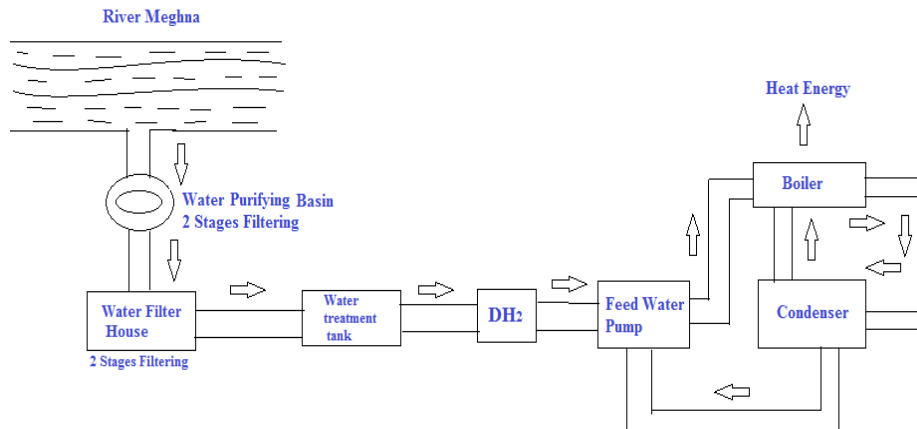 River Meghna
Heat Energy
Boiler
Water Purifying Basin
2 Stages Filtering
Water Filter
House
2 Stages Filtering
Water
treatment
tank
DH2
Feed Water
Pump
Condenser